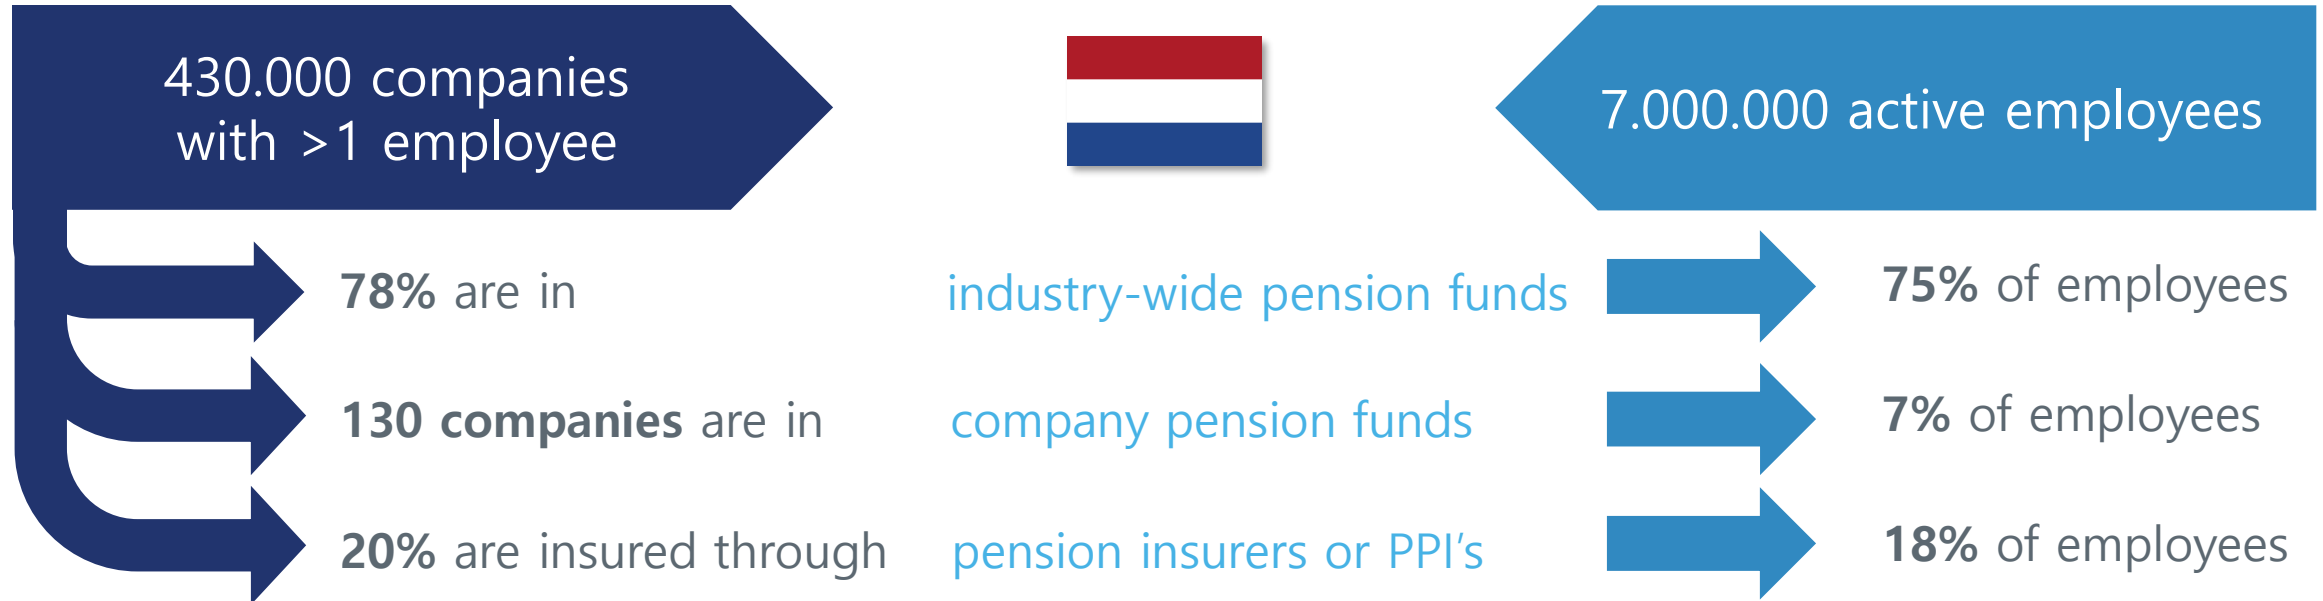 430.000 companies
with >1 employee
7.000.000 active employees
78% are in industry-wide pension funds 75% of employees
130 companies are in company pension funds 7% of employees
20% are insured through pension insurers or PPI’s 18% of employees